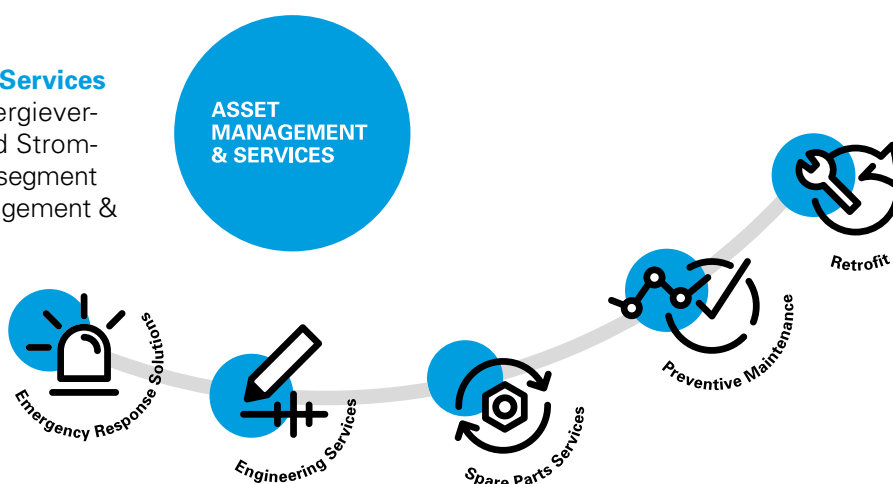 Services
ergiever-
d Strom-
segment
gement &
ASSET
MANAGEMENT
& SERVICES
Emergency Response Solutions
Engineering Services
Spare Parts Services
Preventive Maintenance
Retrofit